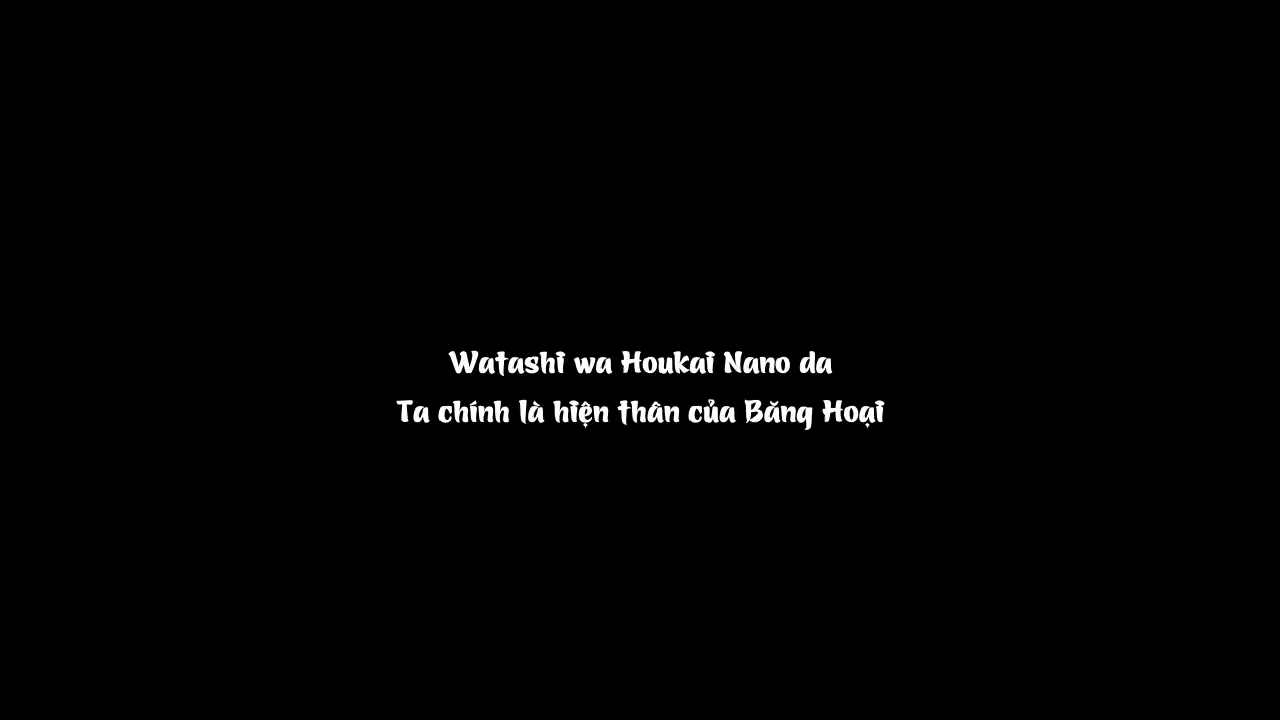 Watashi wa Houkai Nano da
Ta chính là hiện thân của Băng Hoại